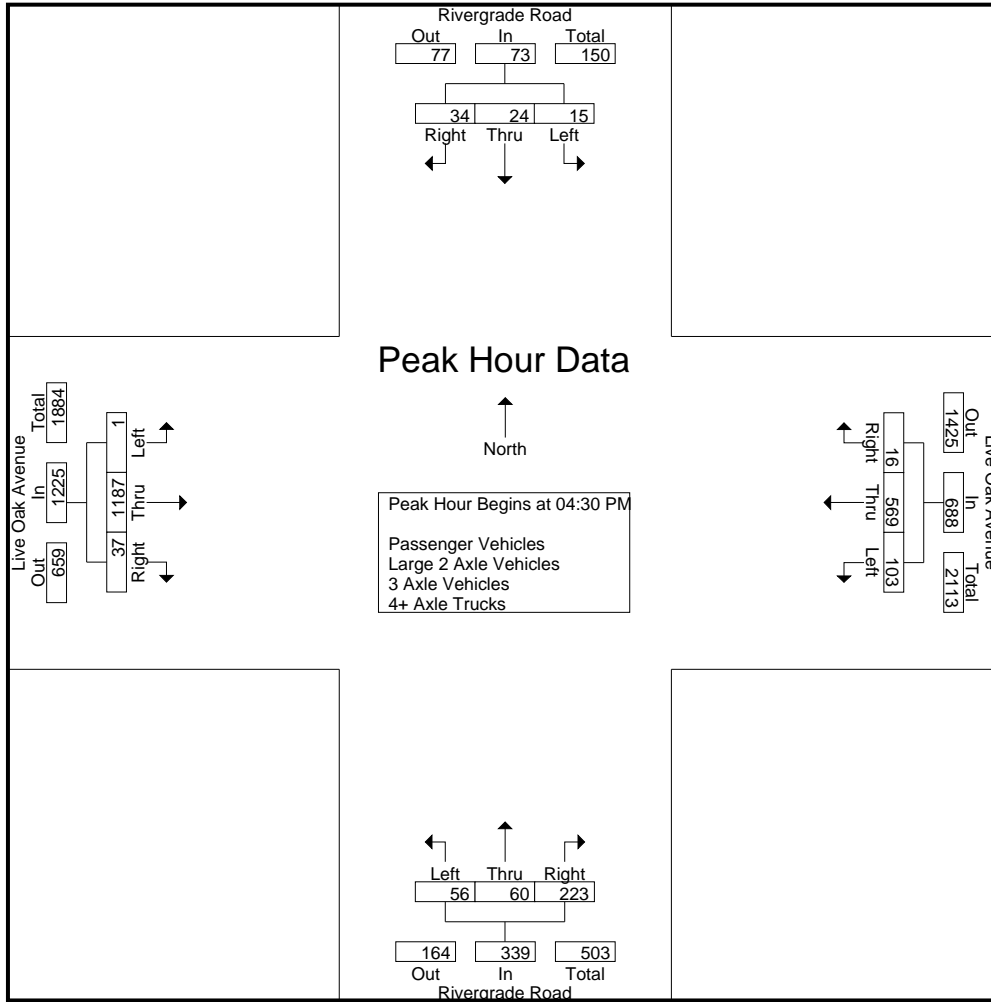 Rivergrade Road
Out In Total
77 73 150
34 24 15
Right Thru Left
Peak Hour Data
North
Peak Hour Begins at 04:30 PM
Passenger Vehicles
Large 2 Axle Vehicles
3 Axle Vehicles
4+ Axle Trucks
Live Oak Avenue
Out In Total
659 1225 1884
Left Thru Right
1 1187 37
Live Oak Avenue
Out In Total
1425 688 2113
16 569 103
Right Thru Left
Left Thru Right
56 60 223
164 339 503
Out In Total
Rivergrade Road